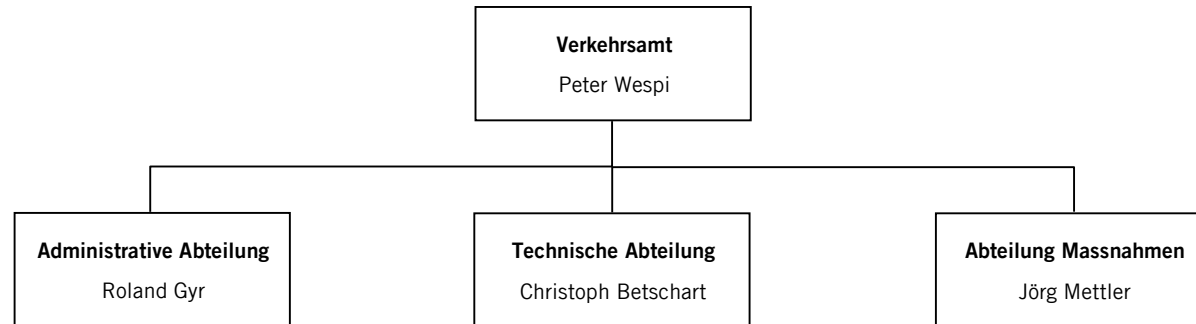 Verkehrsamt
Peter Wespi
Administrative Abteilung
Roland Gyr
Technische Abteilung
Christoph Betschart
Abteilung Massnahmen
Jörg Mettler